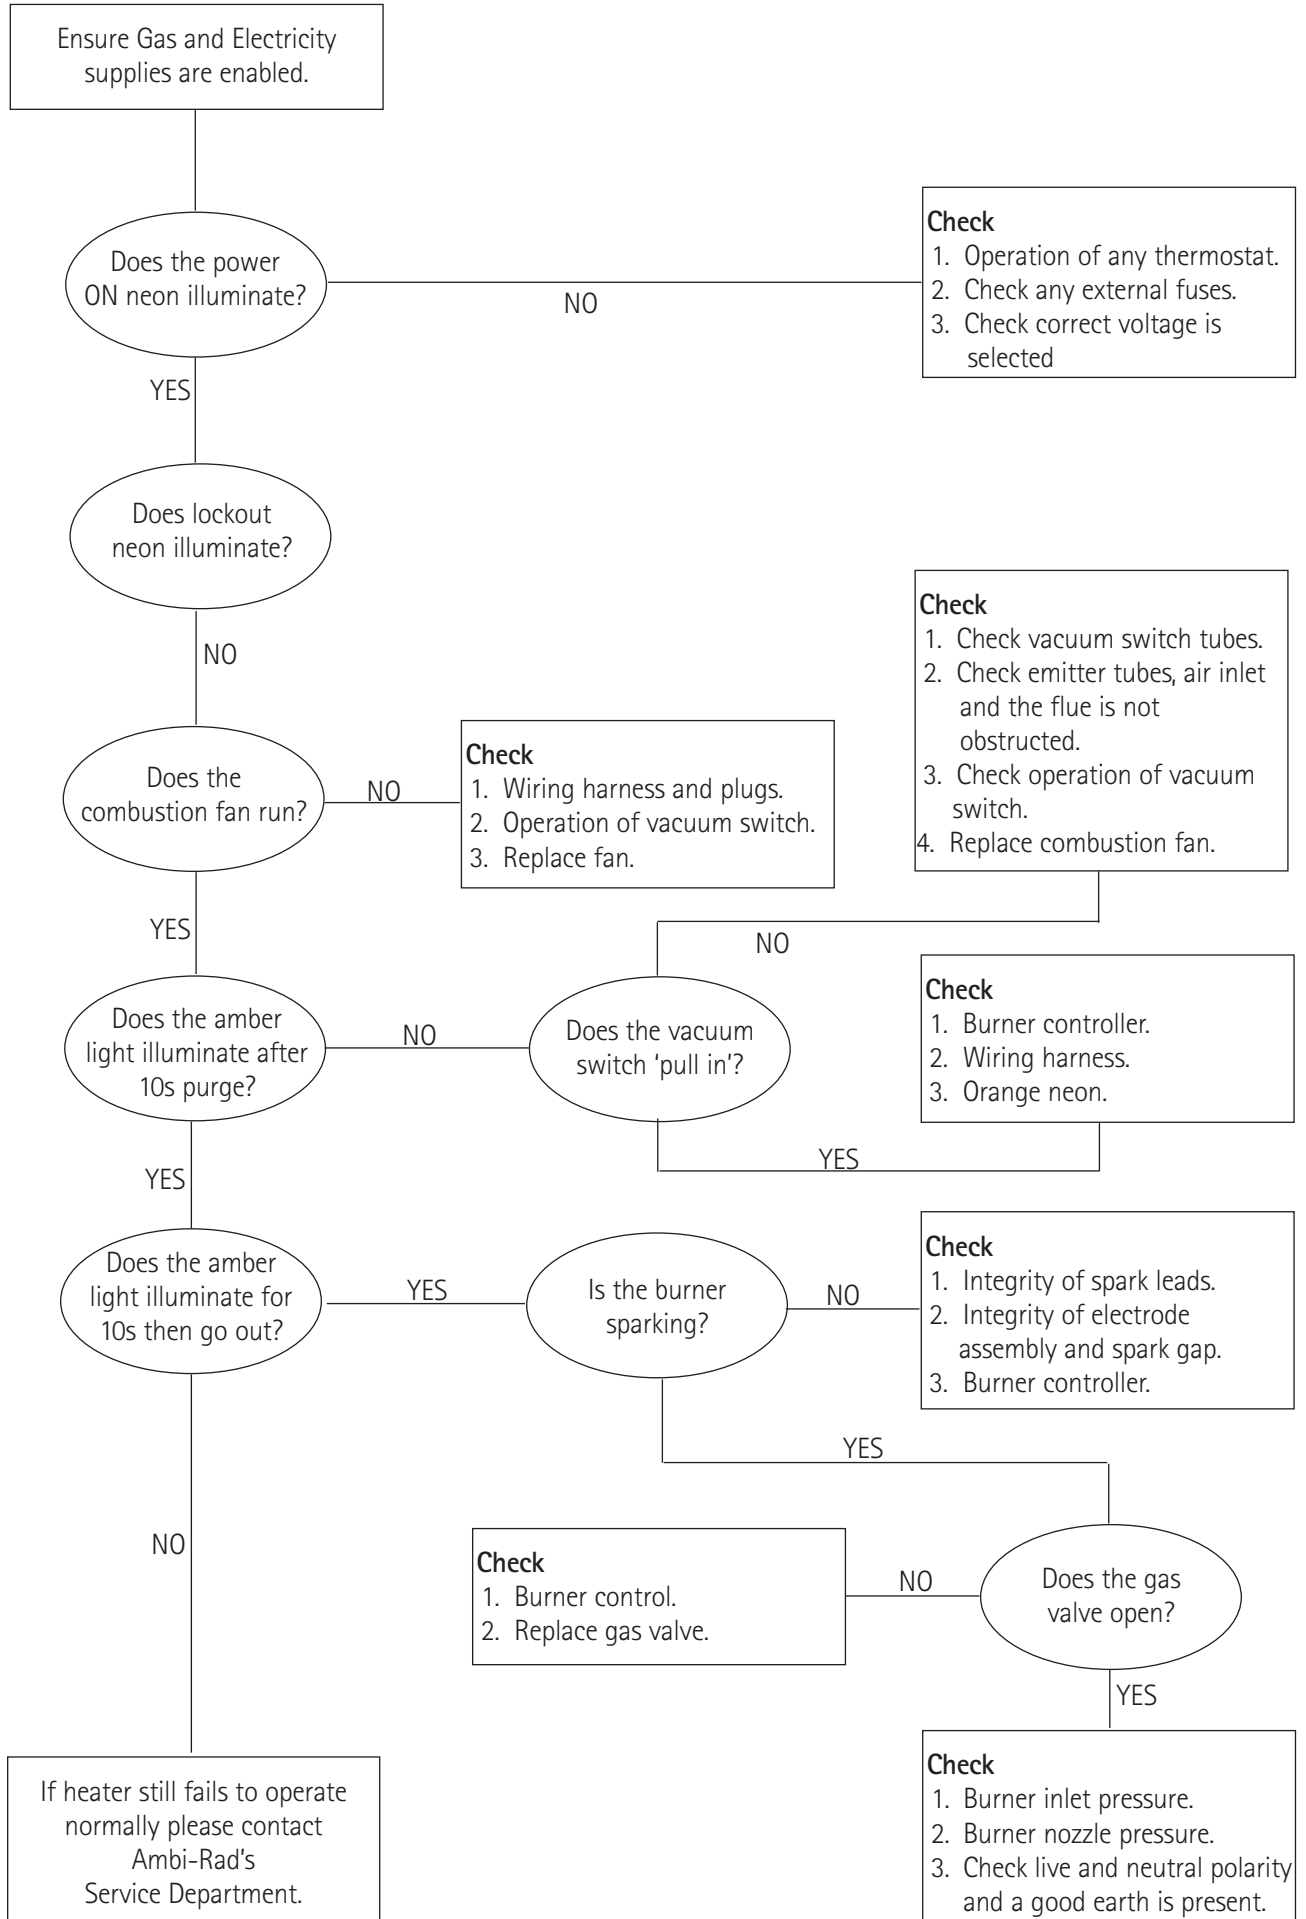 Ensure Gas and Electricity
supplies are enabled.
Does the power
ON neon illuminate?
NO
Check
1. Operation of any thermostat.
2. Check any external fuses.
3. Check correct voltage is
selected
YES
Does lockout
neon illuminate?
NO
Does the
combustion fan run?
NO
Check
1. Wiring harness and plugs.
2. Operation of vacuum switch.
3. Replace fan.
Check
1. Check vacuum switch tubes.
2. Check emitter tubes, air inlet
and the flue is not
obstructed.
3. Check operation of vacuum
switch.
4. Replace combustion fan.
YES
NO
Does the amber
light illuminate after
10s purge?
NO
Does the vacuum
switch ‘pull in’?
Check
1. Burner controller.
2. Wiring harness.
3. Orange neon.
YES
YES
Does the amber
light illuminate for
10s then go out?
YES
Is the burner
sparking?
NO
Check
1. Integrity of spark leads.
2. Integrity of electrode
assembly and spark gap.
3. Burner controller.
YES
NO
Check
1. Burner control.
2. Replace gas valve.
NO
Does the gas
valve open?
YES
If heater still fails to operate
normally please contact
Ambi-Rad's
Service Department.
Check
1. Burner inlet pressure.
2. Burner nozzle pressure.
3. Check live and neutral polarity
and a good earth is present.